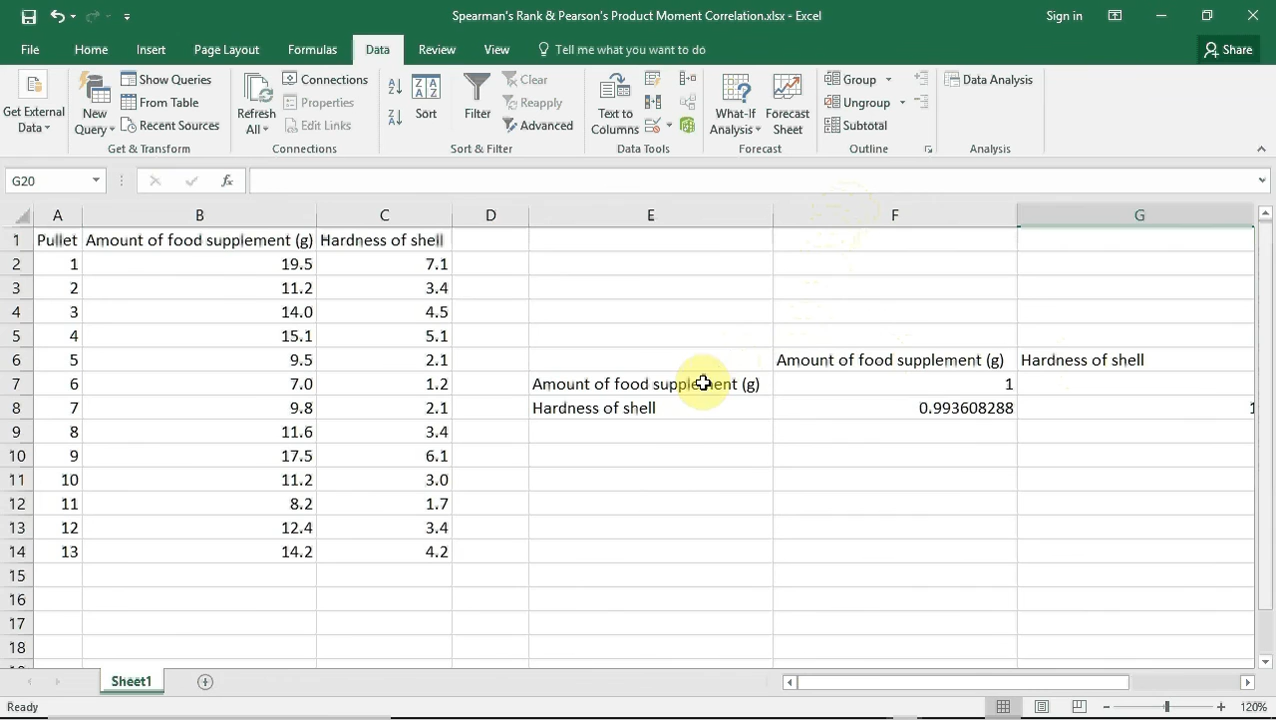 Spearman's Rank & Pearson's Product Moment Correlation.xlsx - Excel
Sign in
File Home Insert Page Layout Formulas Data Review View Tell me what you want to do Share
Get External Data
New Query
Show Queries
From Table
Recent Sources
Get & Transform
Refresh All
Connections
Properties
Edit Links
Connections
Sort
Filter
Clear
Reapply
Advanced
Sort & Filter
Text to Columns
Data Tools
What-If Analysis
Forecast Sheet
Forecast
Group
Ungroup
Subtotal
Outline
Data Analysis
Analysis
G20 fx
A B C D E F G
1 Pullet Amount of food supplement (g) Hardness of shell
2 1 19.5 7.1
3 2 11.2 3.4
4 3 14.0 4.5
5 4 15.1 5.1
6 5 9.5 2.1 Amount of food supplement (g) Hardness of shell
7 6 7.0 1.2 Amount of food supplement (g) 1
8 7 9.8 2.1 Hardness of shell 0.993608288 1
9 8 11.6 3.4
10 9 17.5 6.1
11 10 11.2 3.0
12 11 8.2 1.7
13 12 12.4 3.4
14 13 14.2 4.2
15
16
17
18
Sheet1
Ready
120%